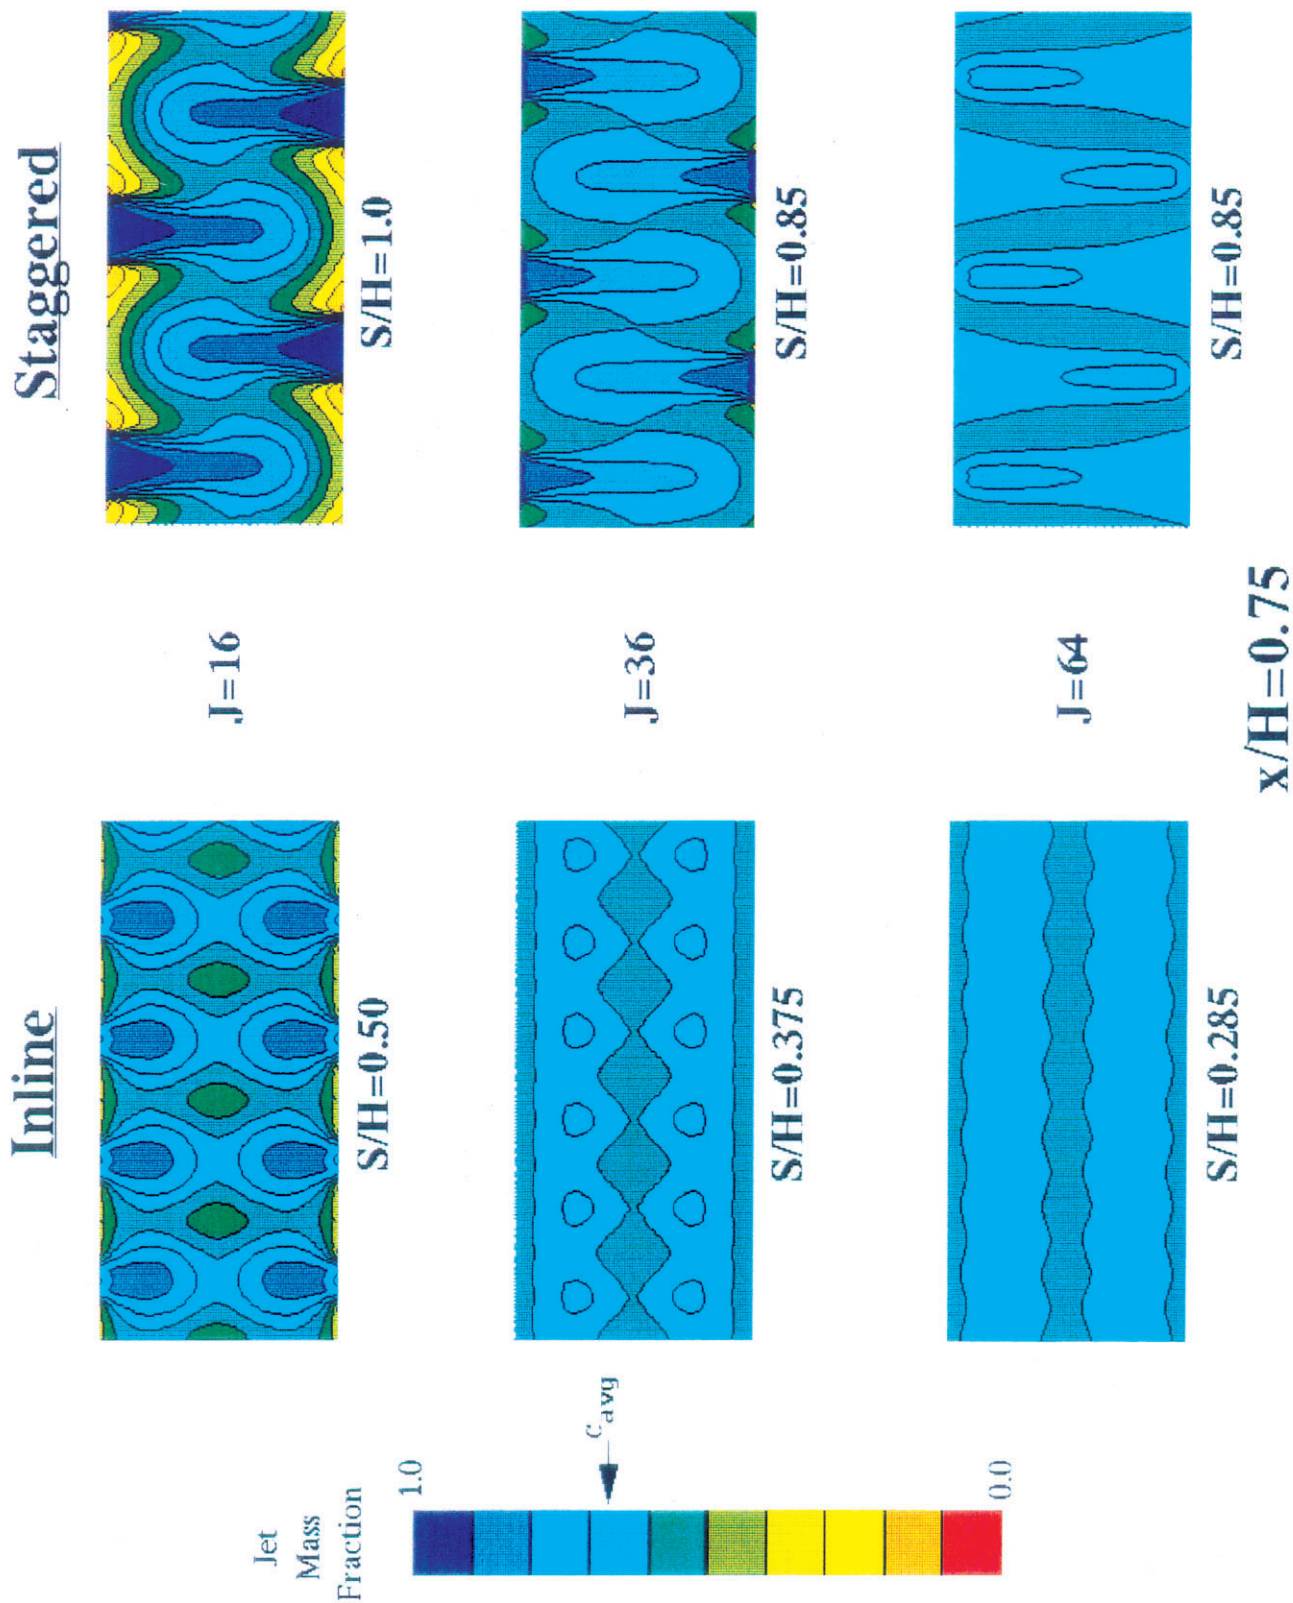 Inline
Staggered
J=16
S/H=0.50
S/H=1.0
J=36
S/H=0.375
S/H=0.85
J=64
S/H=0.285
S/H=0.85
x/H=0.75
Jet
Mass
Fraction
1.0
cavg
0.0